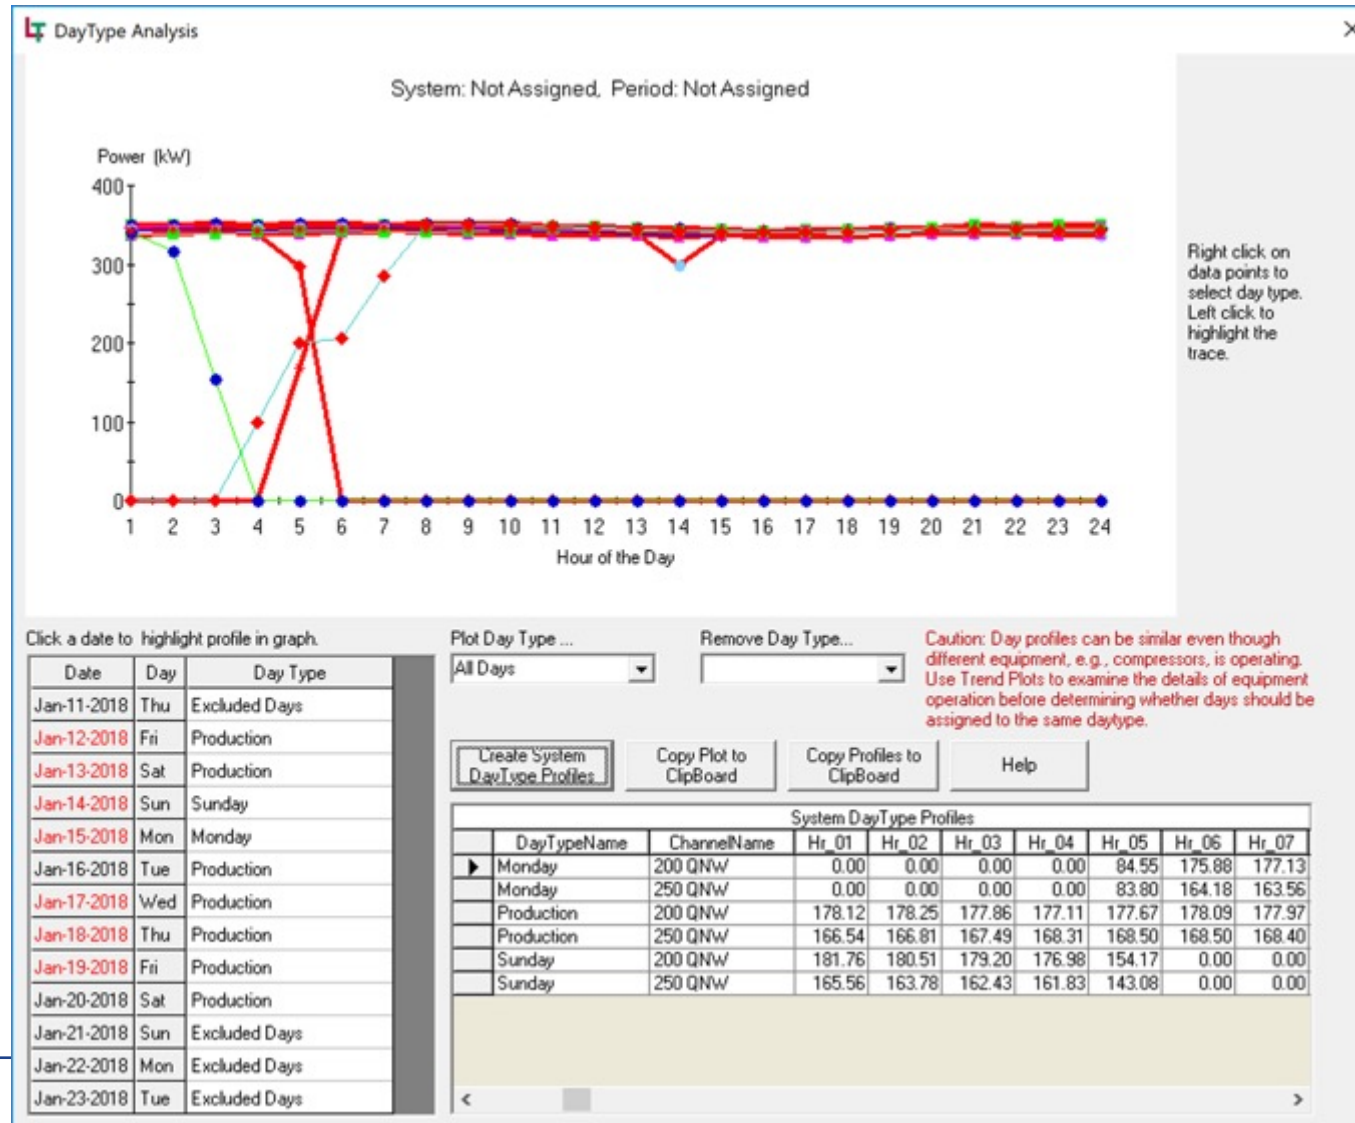 LT DayType Analysis
System: Not Assigned, Period: Not Assigned
Power (kW)
400
300
200
100
0
1 2 3 4 5 6 7 8 9 10 11 12 13 14 15 16 17 18 19 20 21 22 23 24
Hour of the Day
Right click on
data points to
select day type.
Left click to
highlight the
trace.
Click a date to highlight profile in graph.
Date Day Day Type
Jan-11-2018 Thu Excluded Days
Jan-12-2018 Fri Production
Jan-13-2018 Sat Production
Jan-14-2018 Sun Sunday
Jan-15-2018 Mon Monday
Jan-16-2018 Tue Production
Jan-17-2018 Wed Production
Jan-18-2018 Thu Production
Jan-19-2018 Fri Production
Jan-20-2018 Sat Production
Jan-21-2018 Sun Excluded Days
Jan-22-2018 Mon Excluded Days
Jan-23-2018 Tue Excluded Days
Plot Day Type ...
All Days
Remove Day Type...
Caution: Day profiles can be similar even though
different equipment, e.g., compressors, is operating.
Use Trend Plots to examine the details of equipment
operation before determining whether days should be
assigned to the same daytype.
Create System
DayType Profiles
Copy Plot to
ClipBoard
Copy Profiles to
ClipBoard
Help
System DayType Profiles
DayTypeName ChannelName Hr_01 Hr_02 Hr_03 Hr_04 Hr_05 Hr_06 Hr_07
Monday 200 QNW 0.00 0.00 0.00 0.00 84.55 175.88 177.13
Monday 250 QNW 0.00 0.00 0.00 0.00 83.80 164.18 163.56
Production 200 QNW 178.12 178.25 177.86 177.11 177.67 178.09 177.97
Production 250 QNW 166.54 166.81 167.49 168.31 168.50 168.50 168.40
Sunday 200 QNW 181.76 180.51 179.20 176.98 154.17 0.00 0.00
Sunday 250 QNW 165.56 163.78 162.43 161.83 143.08 0.00 0.00